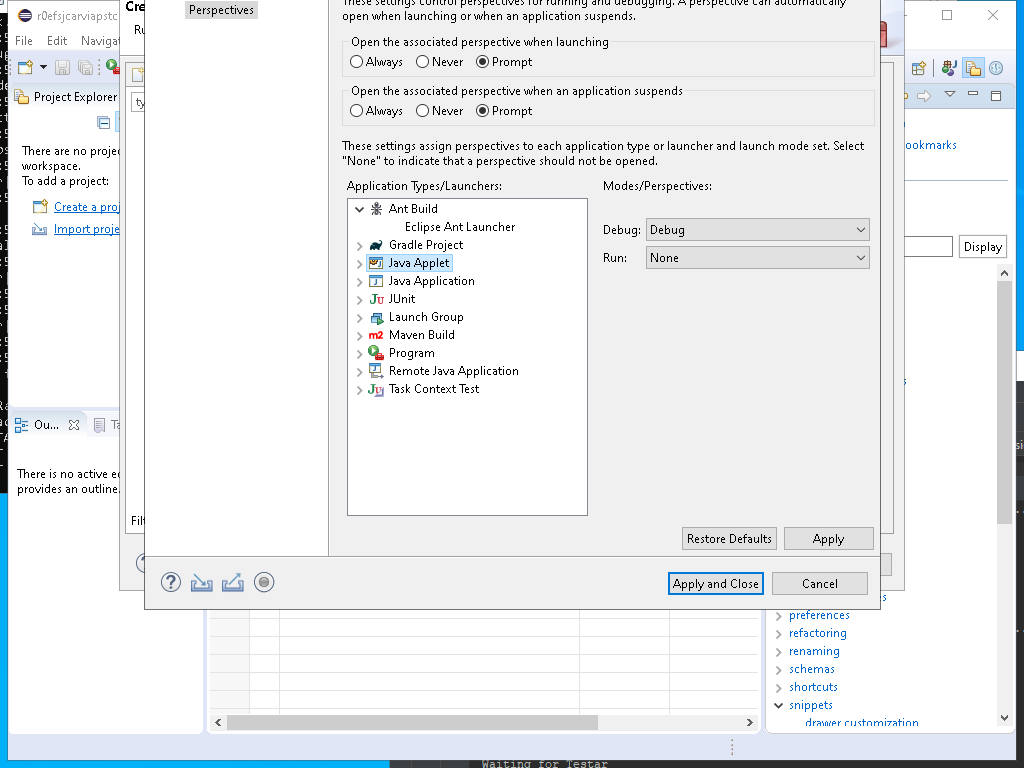 r0efsjcarviapstc
Cre
Perspectives
These settings control perspectives for running and debugging. A perspective can automatically
open when launching or when an application suspends.
File Edit Navigat
Ru
Open the associated perspective when launching
Always Never Prompt
Project Explorer
ty
Open the associated perspective when an application suspends
Always Never Prompt
There are no proje
workspace.
To add a project:
Create a proj
Import proje
These settings assign perspectives to each application type or launcher and launch mode set. Select
"None" to indicate that a perspective should not be opened.
ookmarks
Application Types/Launchers:
Modes/Perspectives:
Ant Build
Eclipse Ant Launcher
Gradle Project
Java Applet
Java Application
JUnit
Launch Group
Maven Build
Program
Remote Java Application
Task Context Test
Debug: Debug
Run: None
Display
Ou...
Ta
There is no active ed
provides an outline.
Filt
Restore Defaults
Apply
Apply and Close
Cancel
preferences
refactoring
renaming
schemas
shortcuts
snippets
drawer customization
Waiting for Testar